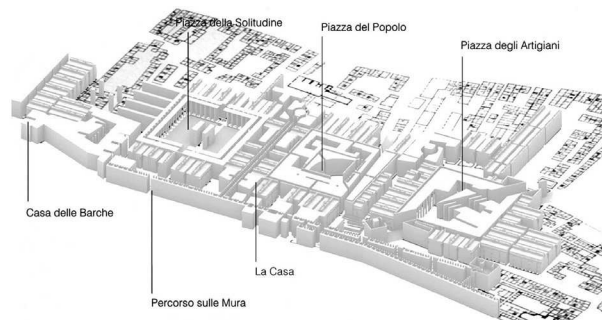 Piazza della Solitudine
Piazza del Popolo
Piazza degli Artigiani
Casa delle Barche
La Casa
Percorso sulle Mura